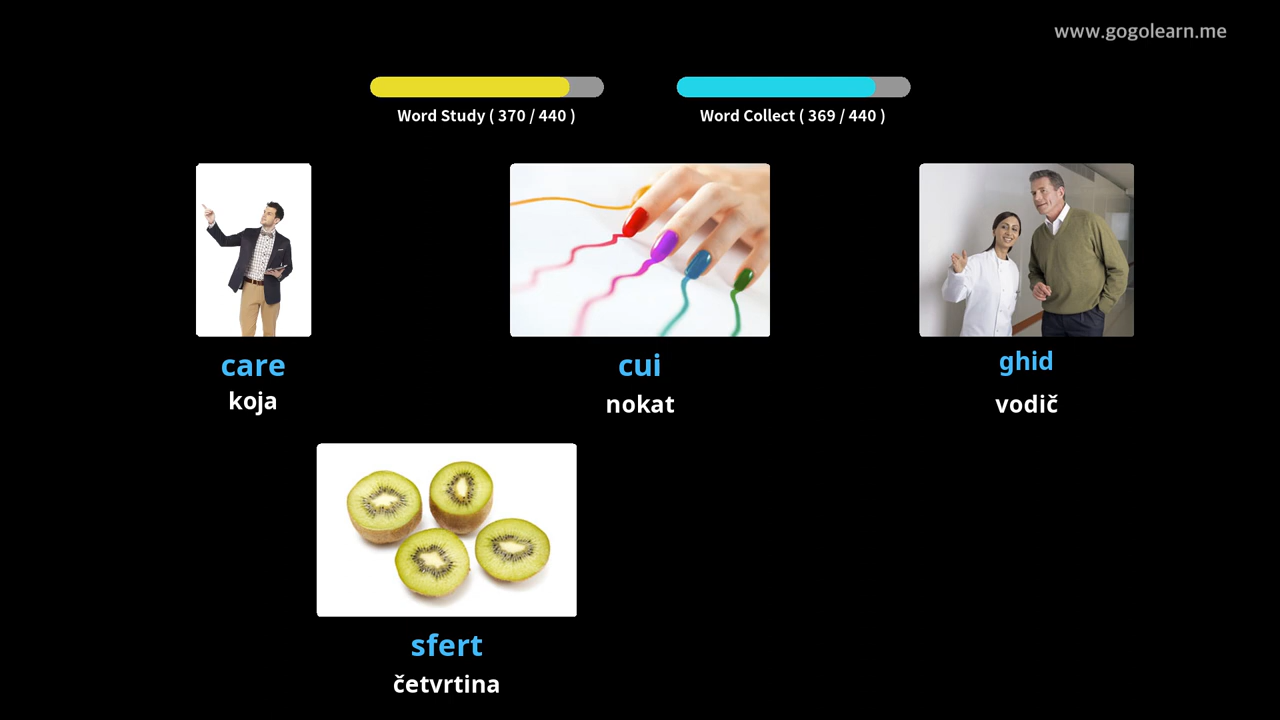 www.gogolearn.me
Word Study ( 370 / 440 )
Word Collect ( 369 / 440 )
care
koja
cui
nokat
ghid
vodič
sfert
četvrtina